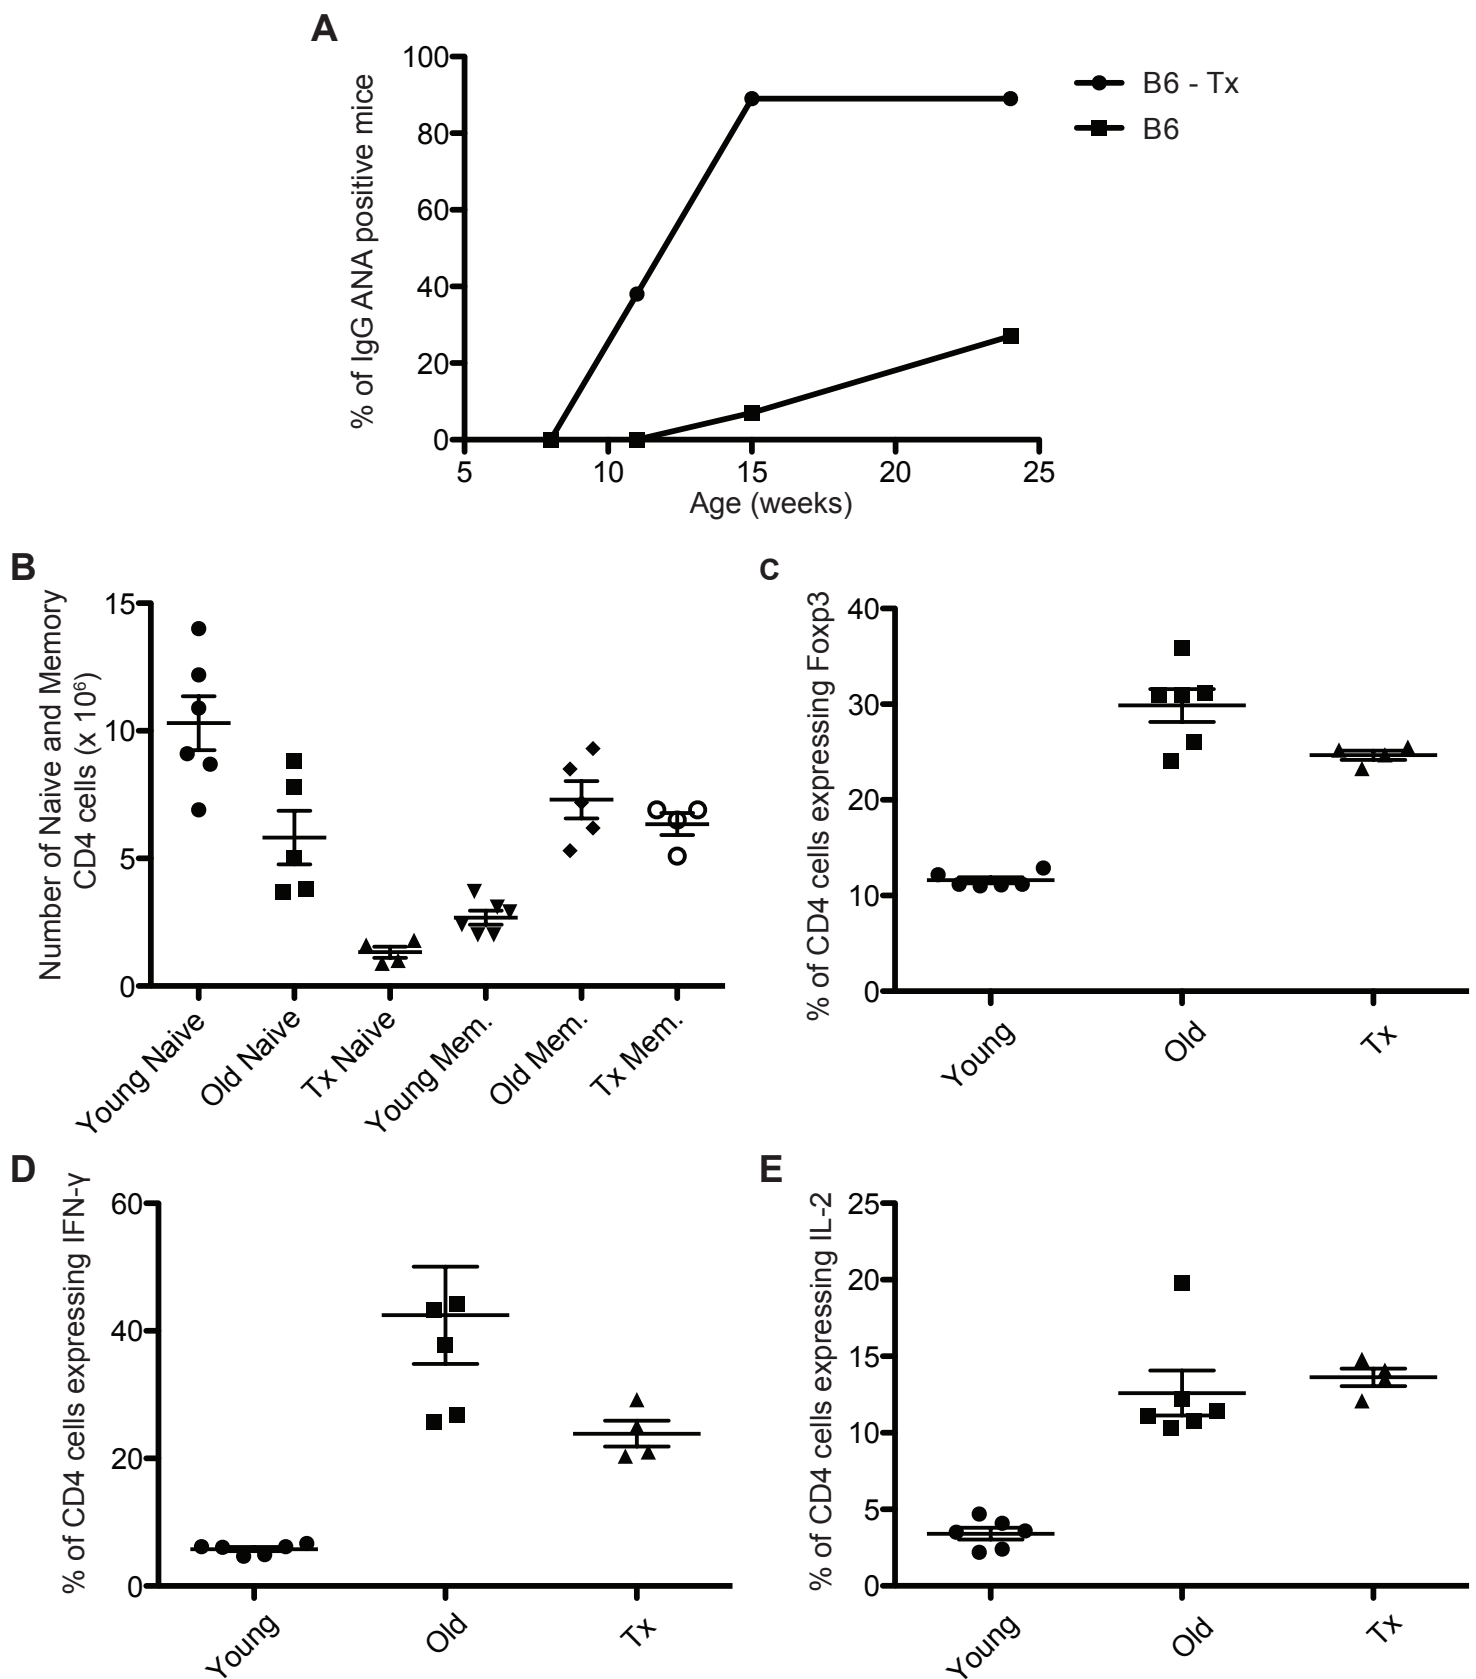 A
% of IgG ANA positive mice
100
80
60
40
20
0
5 10 15 20 25
Age (weeks)
B6 - Tx
B6
B
Number of Naive and Memory
CD4 cells (x 10⁶)
15
10
5
0
Young Naive
Old Naive
Tx Naive
Young Mem.
Old Mem.
Tx Mem.
C
% of CD4 cells expressing Foxp3
40
30
20
10
0
Young
Old
Tx
D
% of CD4 cells expressing IFN-γ
60
40
20
0
Young
Old
Tx
E
% of CD4 cells expressing IL-2
25
20
15
10
5
0
Young
Old
Tx